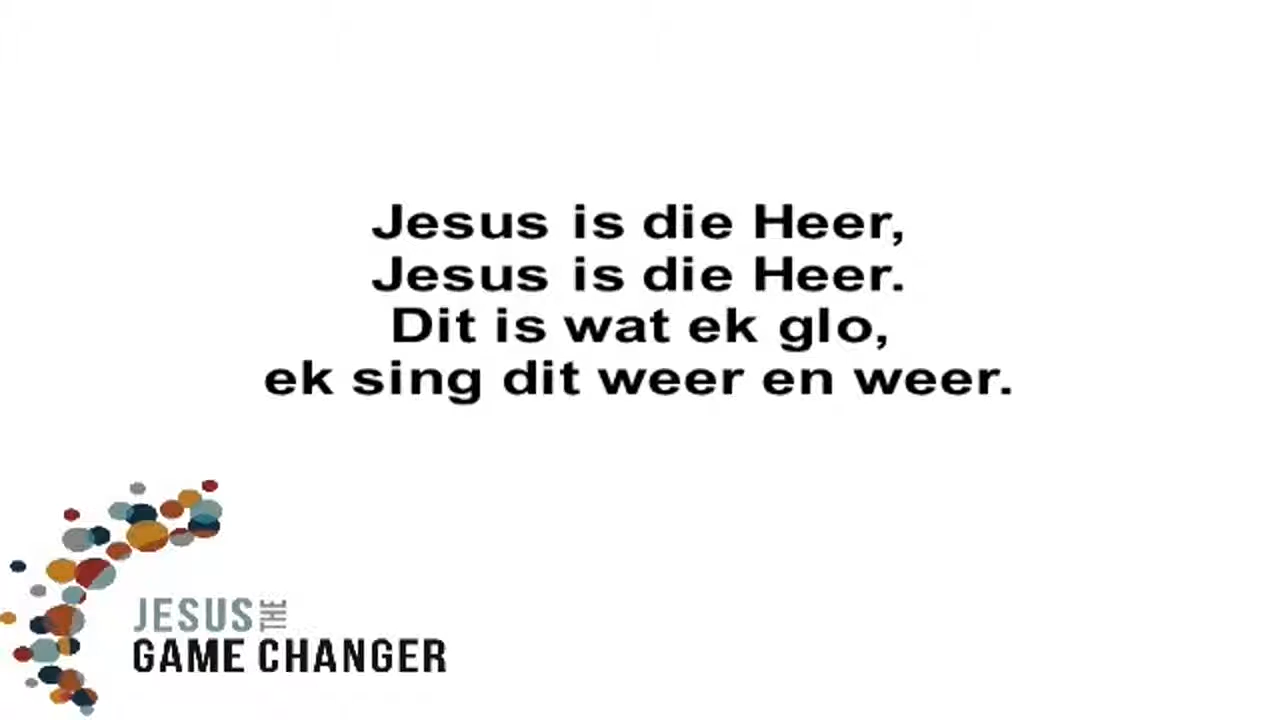 Jesus is die Heer,
Jesus is die Heer.
Dit is wat ek glo,
ek sing dit weer en weer.
JESUS THE
GAME CHANGER